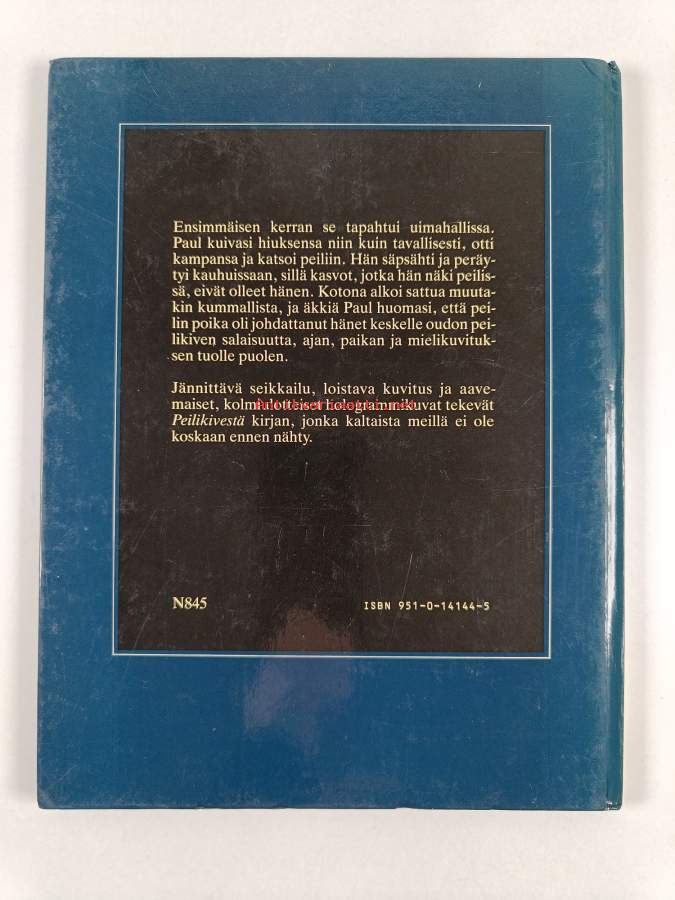 Ensimmäisen kerran se tapahtui uimahallissa.
Paul kuivasi hiuksensa niin kuin tavallisesti, otti
kampansa ja katsoi peiliin. Hän säpsähti ja peräy-
tyi kauhuissaan, sillä kasvot, jotka hän näki peilis-
sä, eivät olleet hänen. Kotona alkoi sattua muuta-
kin kummallista, ja äkkiä Paul huomasi, että pei-
lin poika oli johdattanut hänet keskelle oudon pei-
likiven salaisuutta, ajan, paikan ja mielikuvituk-
sen tuolle puolen.
Jännittävä seikkailu, loistava kuvitus ja aave-
maiset, kolmiulotteiset hologrammikuvat tekevät
Peilikivestä kirjan, jonka kaltaista meillä ei ole
koskaan ennen nähty.
N845
ISBN 951-0-14144-5